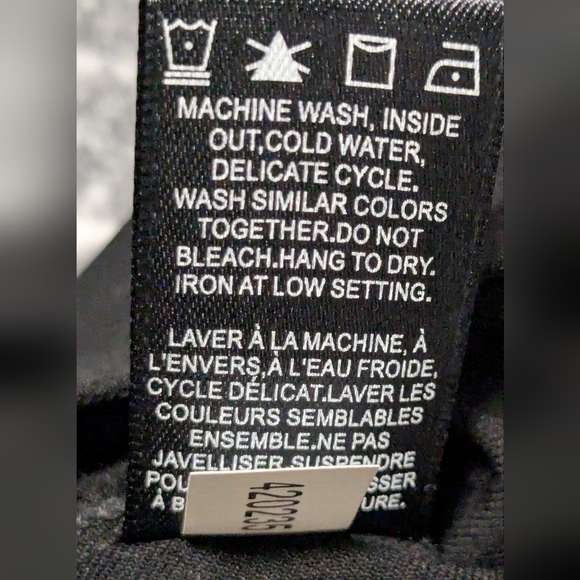 MACHINE WASH, INSIDE
OUT,COLD WATER,
DELICATE CYCLE.
WASH SIMILAR COLORS
TOGETHER.DO NOT
BLEACH.HANG TO DRY.
IRON AT LOW SETTING.
LAVER À LA MACHINE, À
L'ENVERS,À L'EAU FROIDE,
CYCLE DÉLICAT.LAVER LES
COULEURS SEMBLABLES
ENSEMBLE.NE PAS
JAVELLISER.SUSPENDRE
À
420235